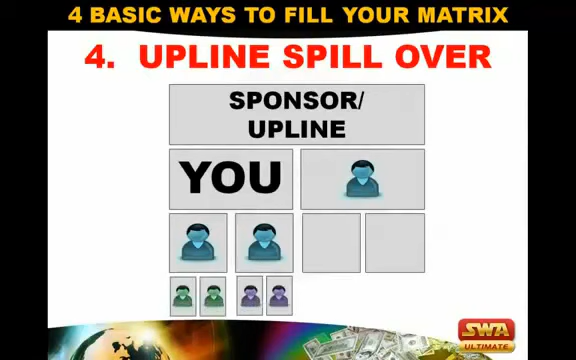 4 BASIC WAYS TO FILL YOUR MATRIX
4. UPLINE SPILL OVER
SPONSOR/
UPLINE
YOU
SWA
ULTIMATE